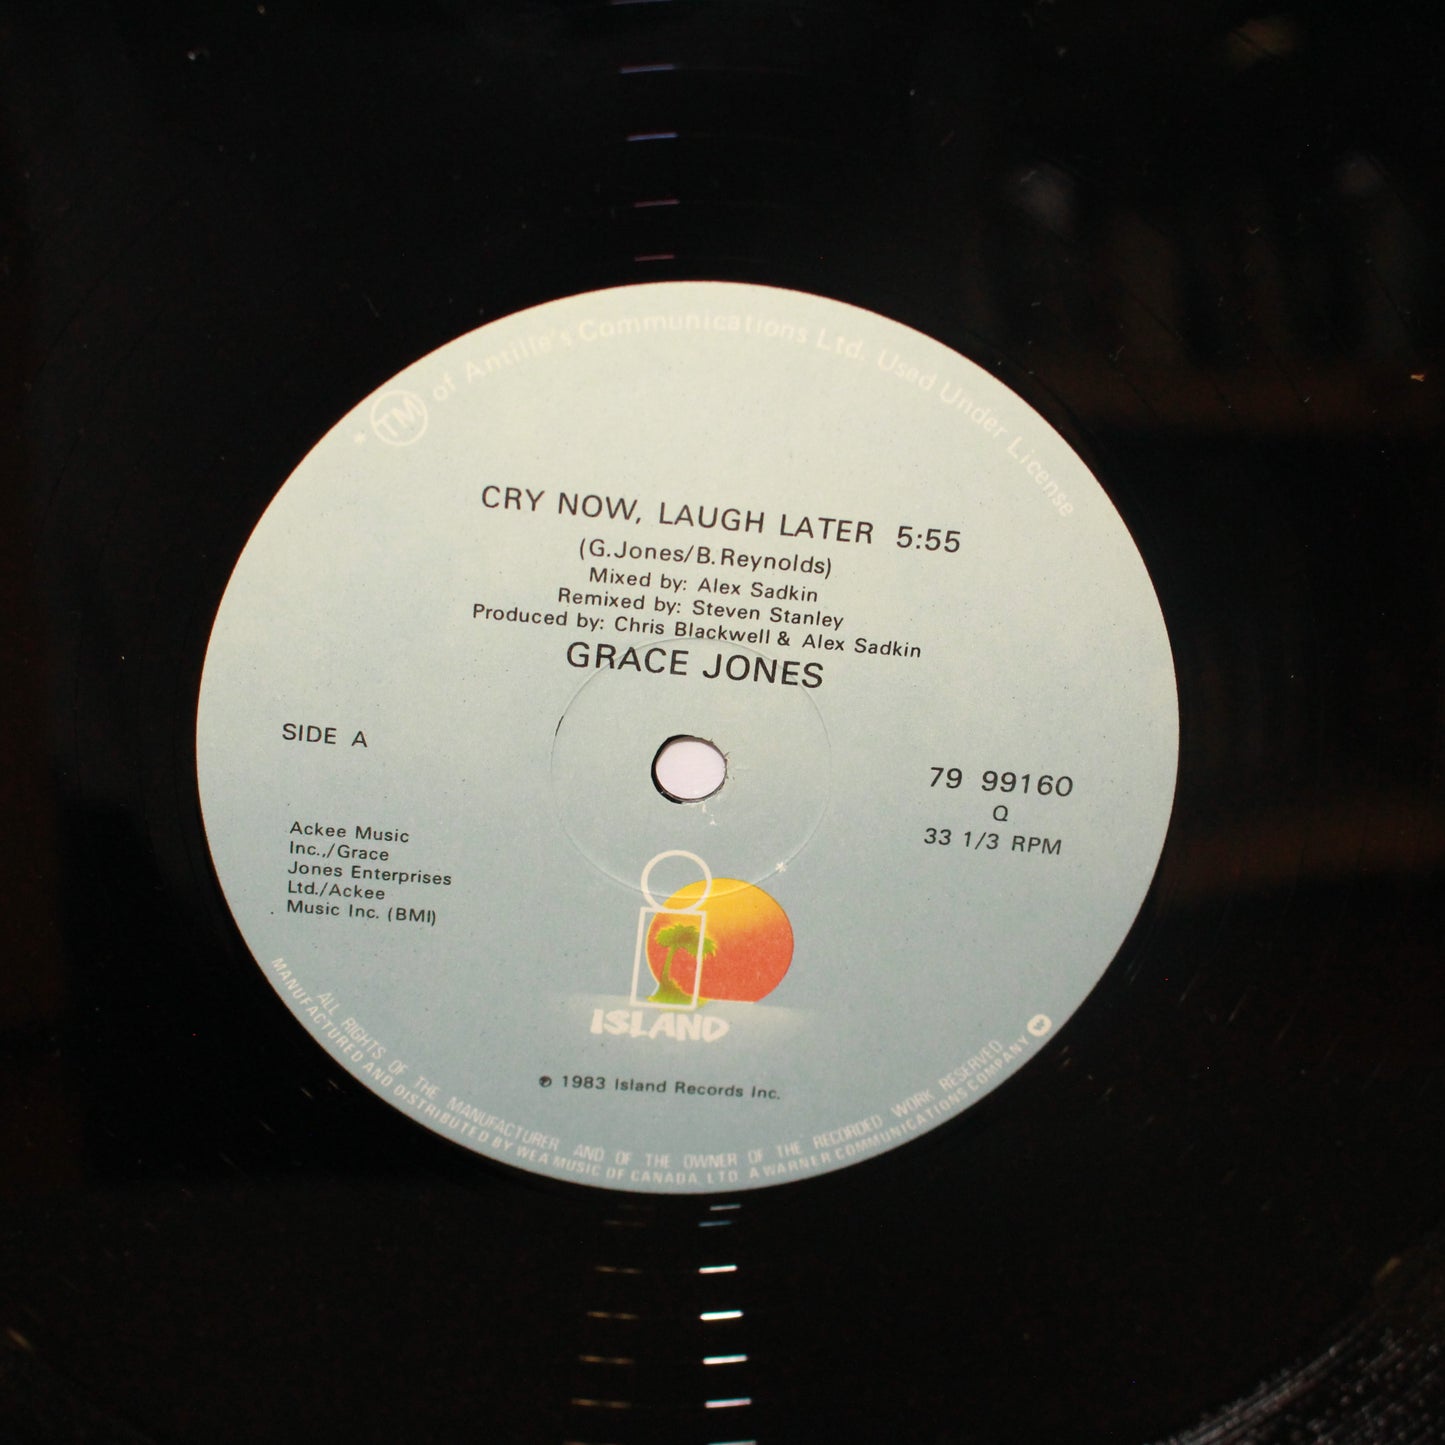 * TM of Antille's Communications Ltd. Used Under License
CRY NOW, LAUGH LATER 5:55
(G.Jones/B.Reynolds)
Mixed by: Alex Sadkin
Remixed by: Steven Stanley
Produced by: Chris Blackwell & Alex Sadkin
GRACE JONES
SIDE A
79 99160
Q
33 1/3 RPM
Ackee Music
Inc../Grace
Jones Enterprises
Ltd./Ackee
Music Inc. (BMI)
*
ISLAND
℗ 1983 Island Records Inc.
ALL RIGHTS OF THE MANUFACTURER AND OF THE OWNER OF THE RECORDED WORK RESERVED
MANUFACTURED AND DISTRIBUTED BY WEA MUSIC OF CANADA, LTD. A WARNER COMMUNICATIONS COMPANY